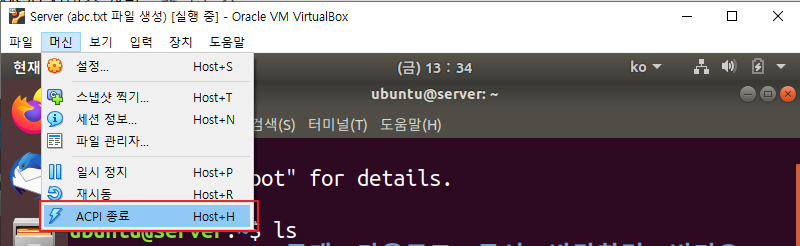 Server (abc.txt 파일 생성) [실행 중] - Oracle VM VirtualBox
파일 머신 보기 입력 장치 도움말
현재 (금) 13 : 34 ko
설정... Host+S
ubuntu@server: ~
스냅샷 찍기... Host+T
세션 정보... Host+N
검색(S) 터미널(T) 도움말(H)
파일 관리자...
일시 정지 Host+P
oot" for details.
재시동 Host+R
ACPI 종료 Host+H
ubuntu@server:~$ ls